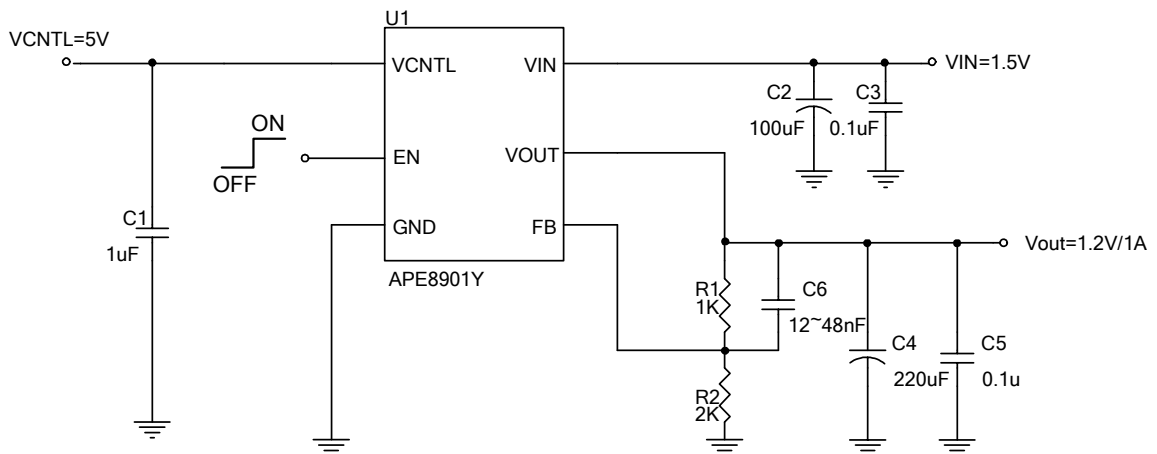 U1
VCNTL=5V
VCNTL
VIN
VIN=1.5V
C2
100uF
C3
0.1uF
ON
OFF
EN
VOUT
GND
FB
C1
1uF
APE8901Y
Vout=1.2V/1A
R1
1K
C6
12~48nF
C4
220uF
C5
0.1u
R2
2K